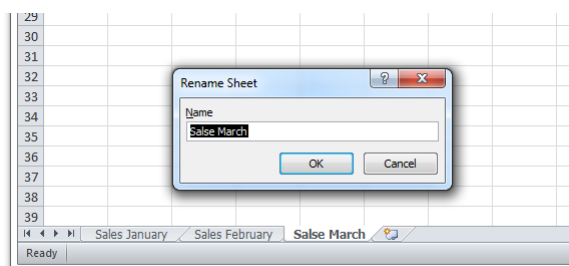 29
30
31
32
33
34
35
36
37
38
39
Rename Sheet
Name
Salse March
OK Cancel
Sales January Sales February Salse March
Ready